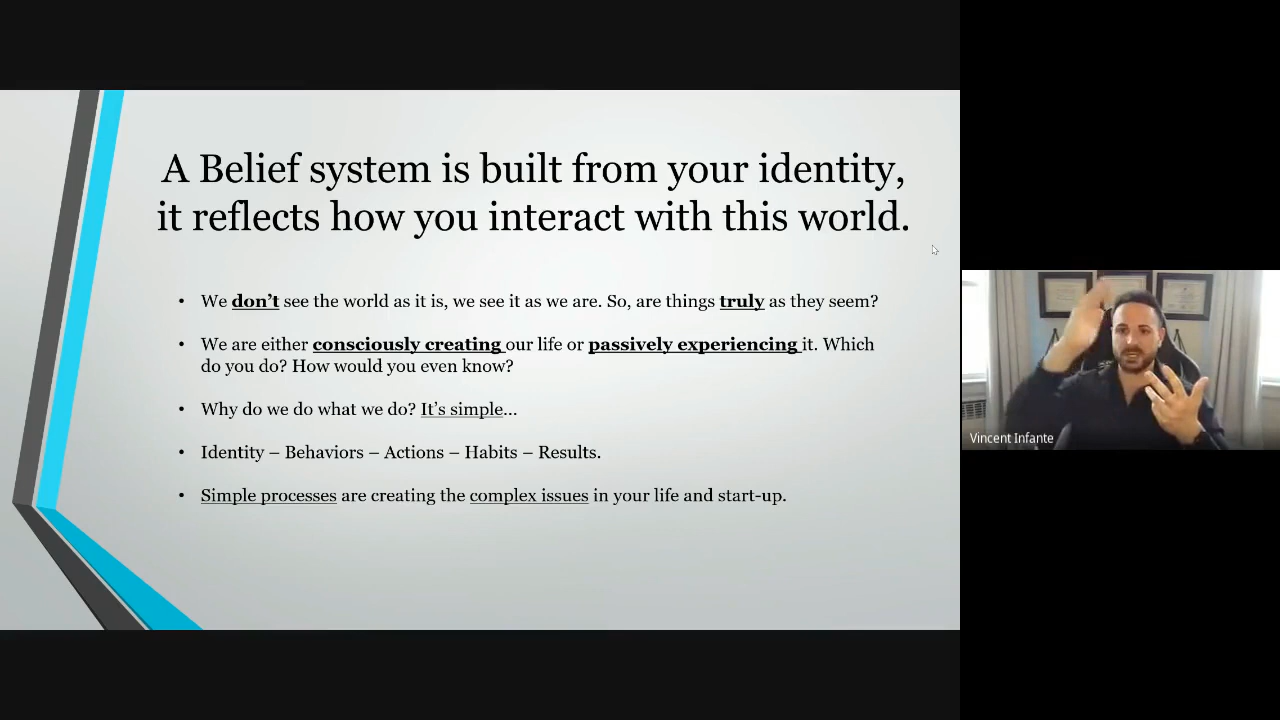 A Belief system is built from your identity,
it reflects how you interact with this world.
• We don't see the world as it is, we see it as we are. So, are things truly as they seem?
• We are either consciously creating our life or passively experiencing it. Which
do you do? How would you even know?
• Why do we do what we do? It's simple...
• Identity – Behaviors – Actions – Habits – Results.
• Simple processes are creating the complex issues in your life and start-up.
Vincent Infante